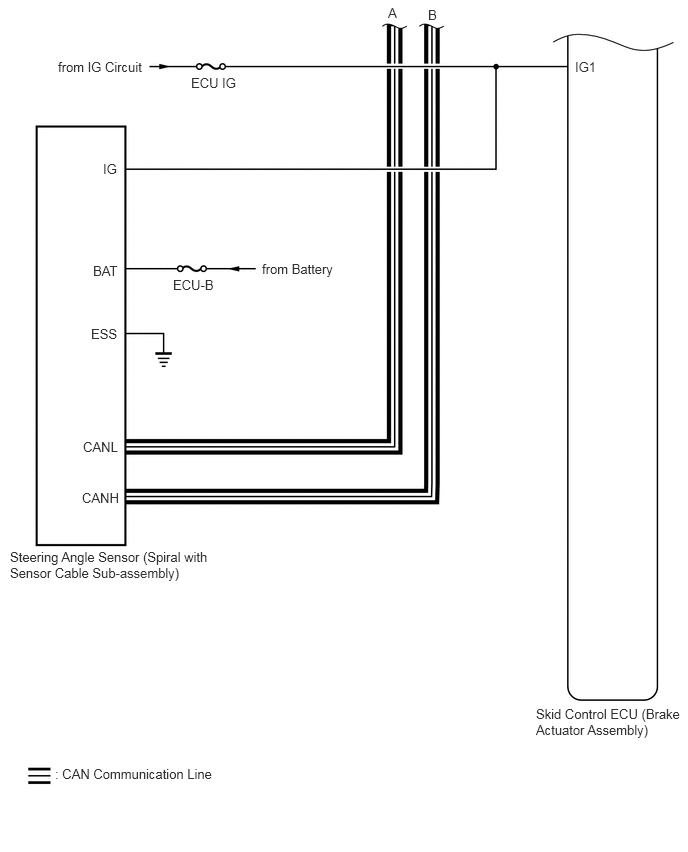 A
B
from IG Circuit
ECU IG
IG1
IG
BAT
from Battery
ECU-B
ESS
CANL
CANH
Steering Angle Sensor (Spiral with
Sensor Cable Sub-assembly)
Skid Control ECU (Brake
Actuator Assembly)
: CAN Communication Line